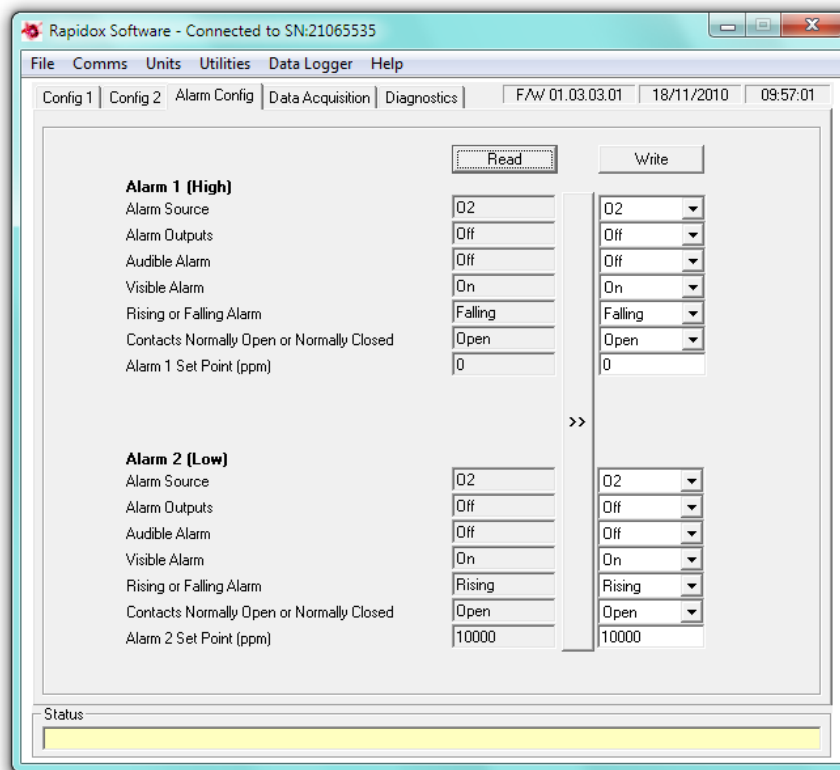 Rapidox Software - Connected to SN:21065535
File Comms Units Utilities Data Logger Help
Config 1 Config 2 Alarm Config Data Acquisition Diagnostics F/W 01.03.03.01 18/11/2010 09:57:01
Read Write
Alarm 1 (High)
Alarm Source O2 O2
Alarm Outputs Off Off
Audible Alarm Off Off
Visible Alarm On On
Rising or Falling Alarm Falling Falling
Contacts Normally Open or Normally Closed Open Open
Alarm 1 Set Point (ppm) 0 0
>>
Alarm 2 (Low)
Alarm Source O2 O2
Alarm Outputs Off Off
Audible Alarm Off Off
Visible Alarm On On
Rising or Falling Alarm Rising Rising
Contacts Normally Open or Normally Closed Open Open
Alarm 2 Set Point (ppm) 10000 10000
Status